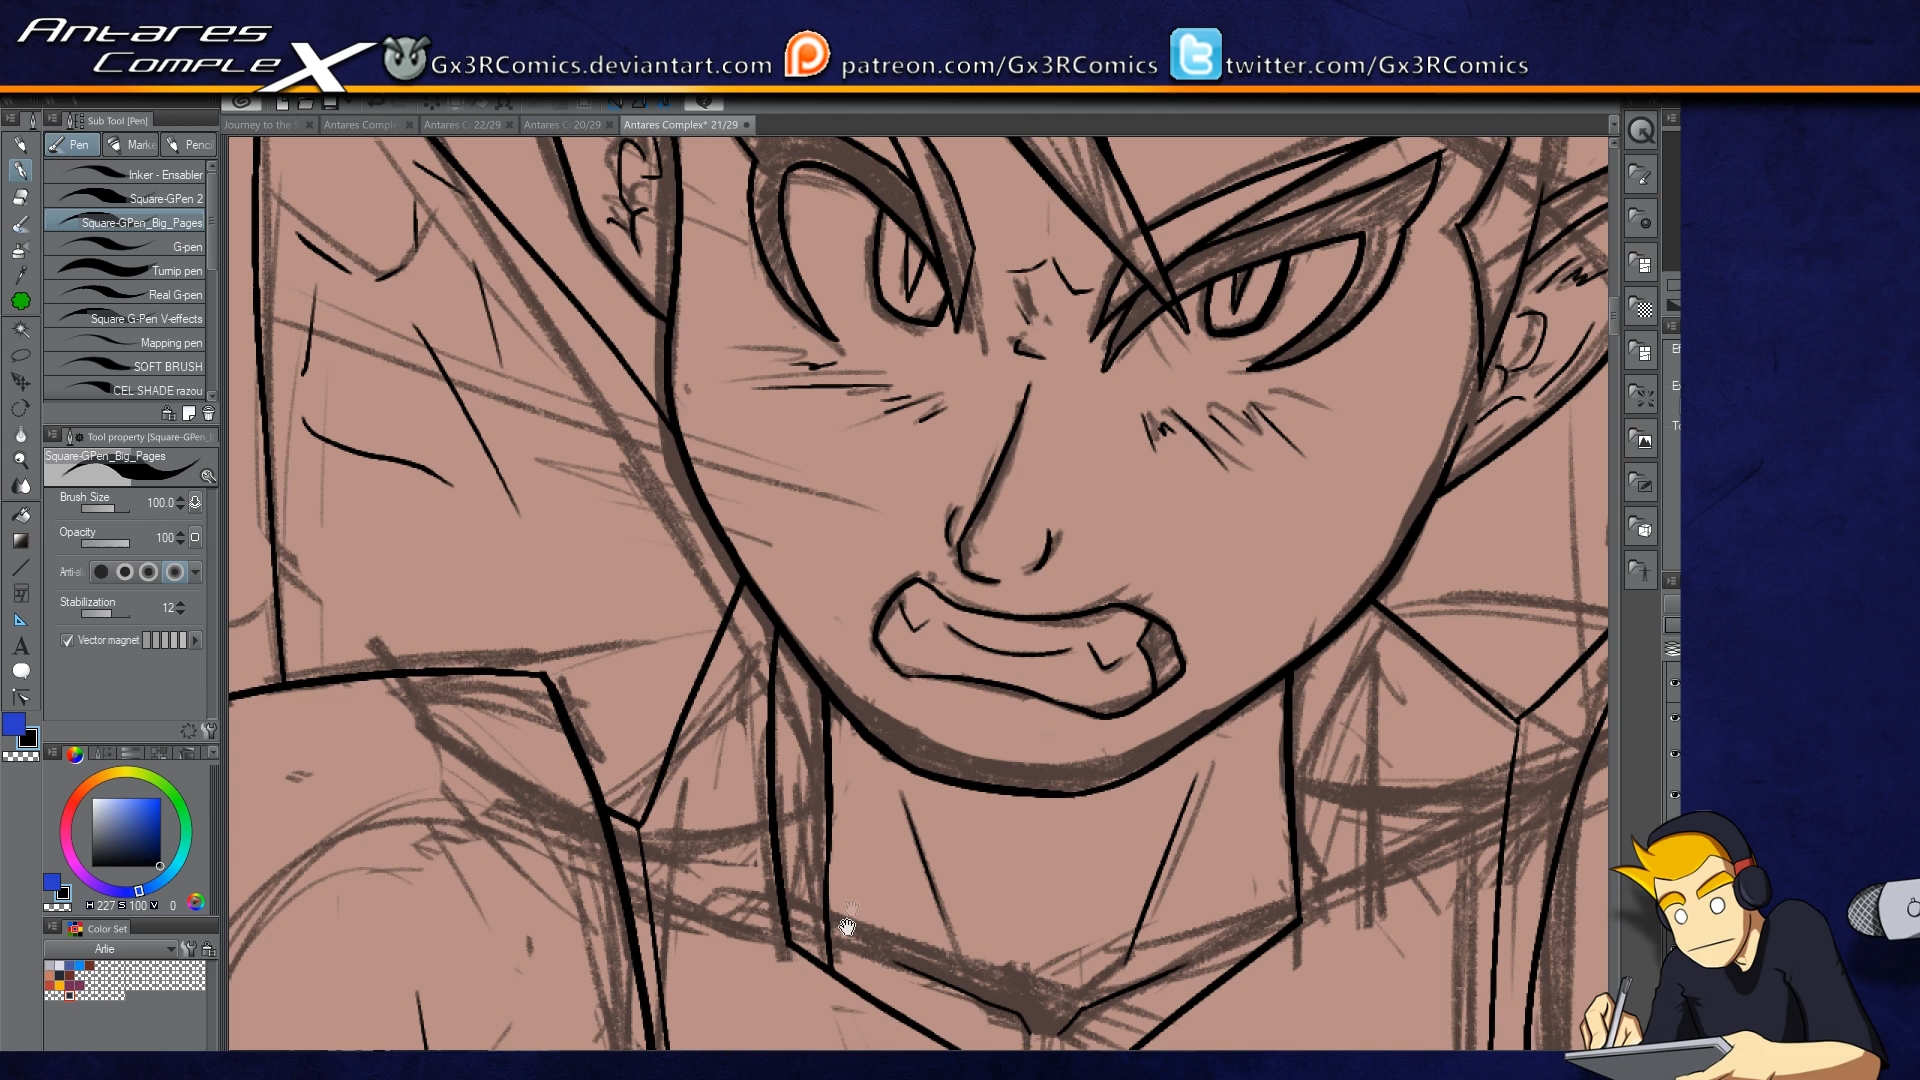 Antares
Complex
Gx3RComics.deviantart.com
patreon.com/Gx3RComics
twitter.com/Gx3RComics
Sub Tool [Pen]
Journey to the
Antares Comple
Antares C 22/29
Antares C 20/29
Antares Complex* 21/29
Pen
Marke
Pencil
Inker - Ensabler
Square-GPen 2
Square-GPen_Big_Pages
G-pen
Turnip pen
Real G-pen
Square G-Pen V-effects
Mapping pen
SOFT BRUSH
CEL SHADE razou
Tool property [Square-GPen_
Square-GPen_Big_Pages
Brush Size 100.0
Opacity 100
Anti-ali
Stabilization 12
Vector magnet
H 227 S 100 V 0
Color Set
Arlie